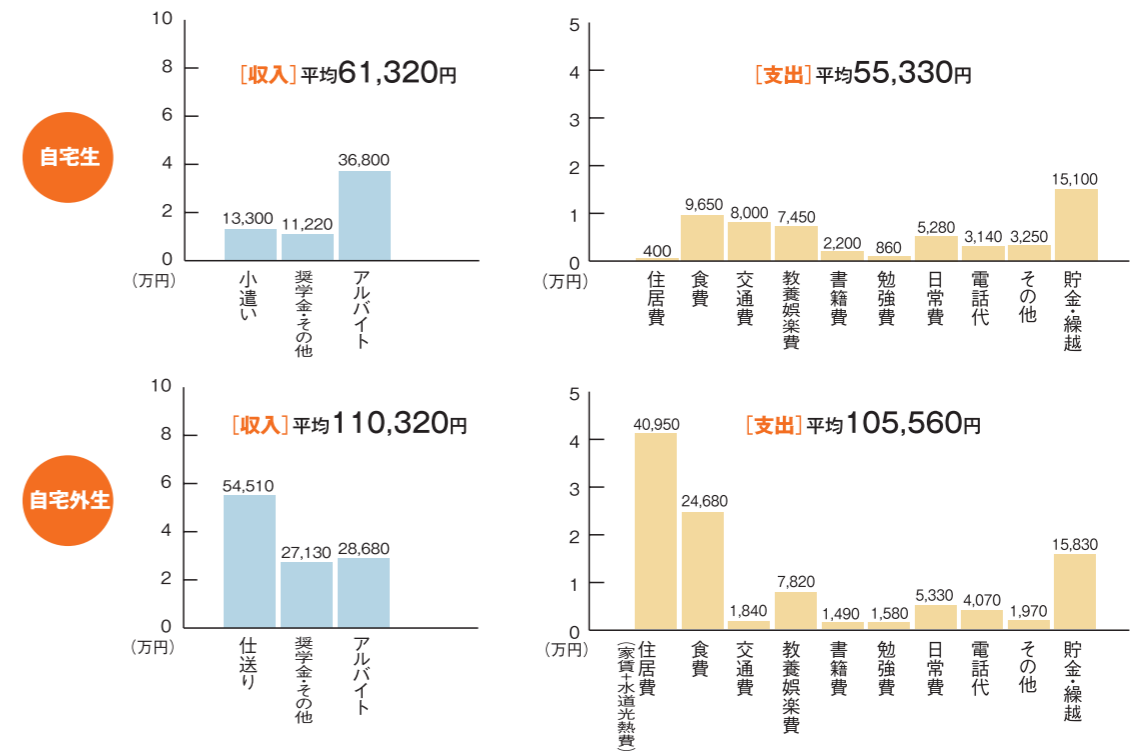 自宅生
[収入]平均61,320円
10
8
6
4
2
0
(万円)
13,300
11,220
36,800
小遣い
奨学金・その他
アルバイト
[支出]平均55,330円
5
4
3
2
1
0
(万円)
400
9,650
8,000
7,450
2,200
860
5,280
3,140
3,250
15,100
住居費
食費
交通費
教養娯楽費
書籍費
勉強費
日常費
電話代
その他
貯金・繰越
自宅外生
[収入]平均110,320円
10
8
6
4
2
0
(万円)
54,510
27,130
28,680
仕送り
奨学金・その他
アルバイト
[支出]平均105,560円
5
4
3
2
1
0
(万円)
40,950
24,680
1,840
7,820
1,490
1,580
5,330
4,070
1,970
15,830
住居費
(家賃+水道光熱費)
食費
交通費
教養娯楽費
書籍費
勉強費
日常費
電話代
その他
貯金・繰越